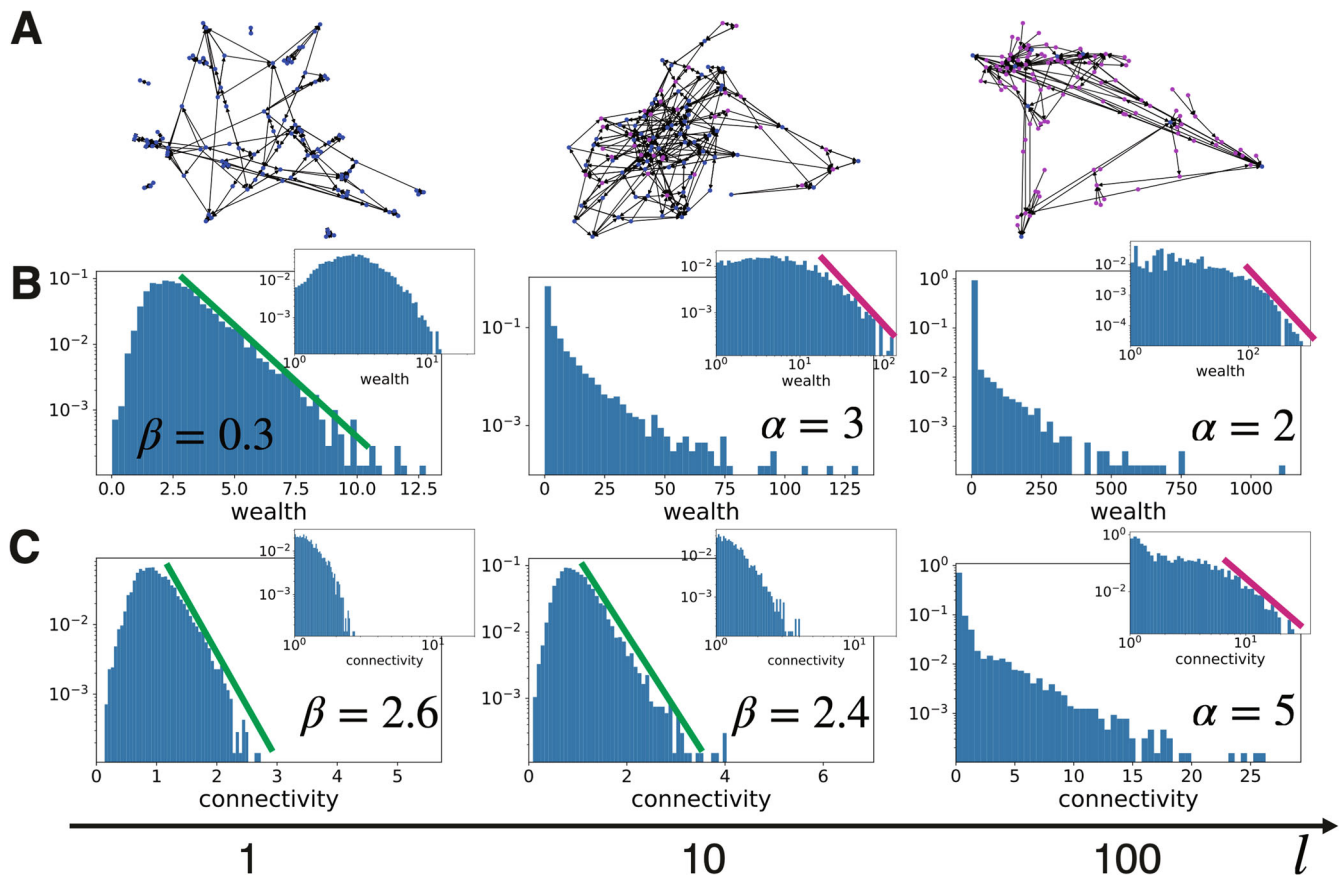 A
B
10^-1
10^-2
10^-3
β = 0.3
0.0 2.5 5.0 7.5 10.0 12.5
wealth
10^-2
10^-3
10^0 10^1
wealth
10^-1
10^-3
α = 3
0 25 50 75 100 125
wealth
10^-2
10^-3
10^0 10^1 10^2
wealth
10^0
10^-1
10^-2
10^-3
α = 2
0 250 500 750 1000
wealth
10^-2
10^-3
10^-4
10^0 10^2
wealth
C
10^-2
10^-3
β = 2.6
0 1 2 3 4 5
connectivity
10^-2
10^-3
10^0 10^1
connectivity
10^-1
10^-2
10^-3
β = 2.4
0 2 4 6
connectivity
10^-2
10^-3
10^0 10^1
connectivity
10^0
10^-1
10^-2
10^-3
α = 5
0 5 10 15 20 25
connectivity
10^0
10^-2
10^0 10^1
connectivity
1 10 100 l